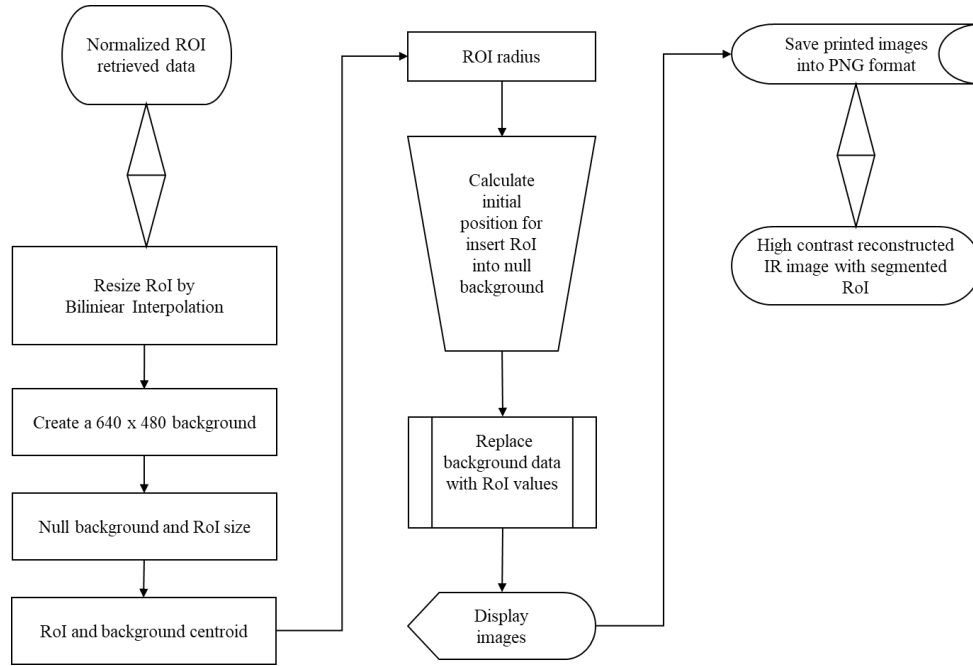 Normalized ROI
retrieved data
Resize RoI by
Biliniear Interpolation
Create a 640 x 480 background
Null background and RoI size
RoI and background centroid
ROI radius
Calculate
initial
position for
insert RoI
into null
background
Replace
background data
with RoI values
Display
images
Save printed images
into PNG format
High contrast reconstructed
IR image with segmented
RoI